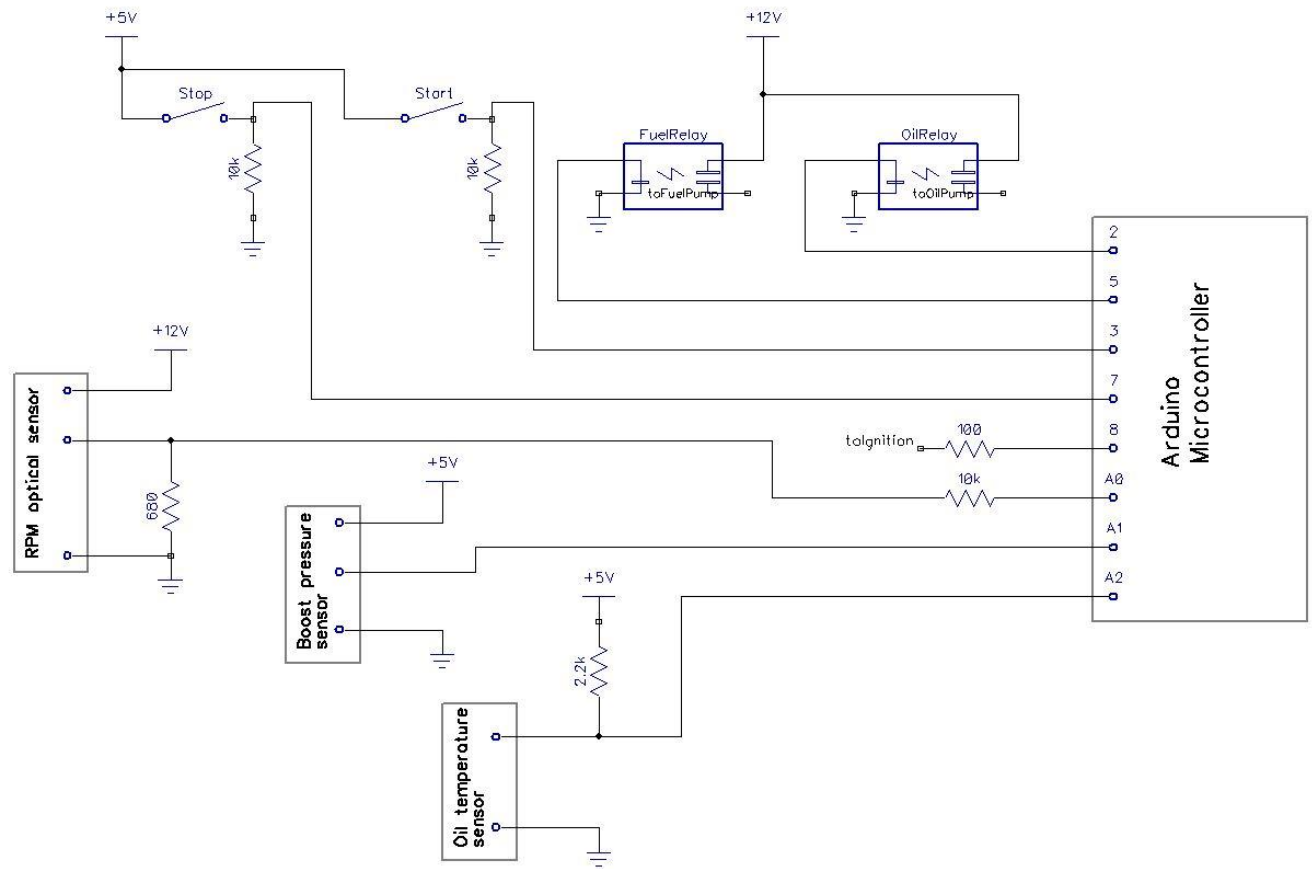 +5V
+12V
Stop
Start
10k
10k
FuelRelay
toFuelPump
OilRelay
toOilPump
2
5
3
7
8
A0
A1
A2
Arduino
Microcontroller
+12V
RPM optical sensor
680
toIgnition
100
10k
+5V
Boost pressure
sensor
+5V
2.2k
Oil temperature
sensor